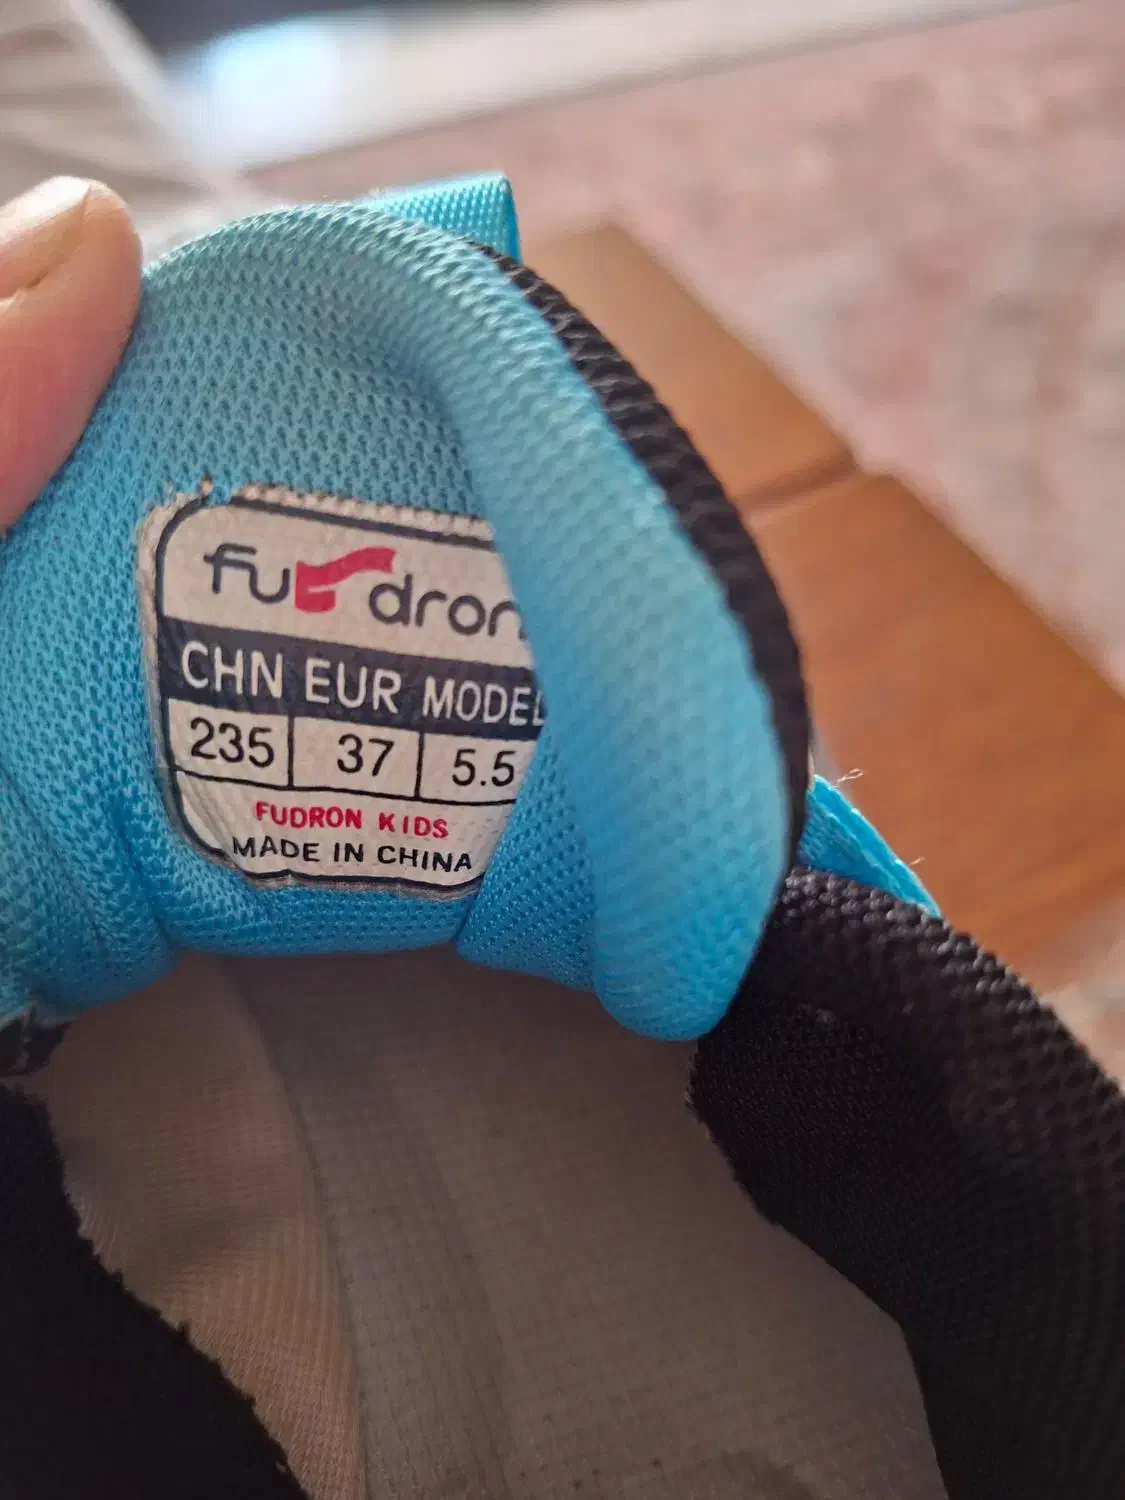 fudron
CHN EUR MODEL
235 37 5.5
FUDRON KIDS
MADE IN CHINA